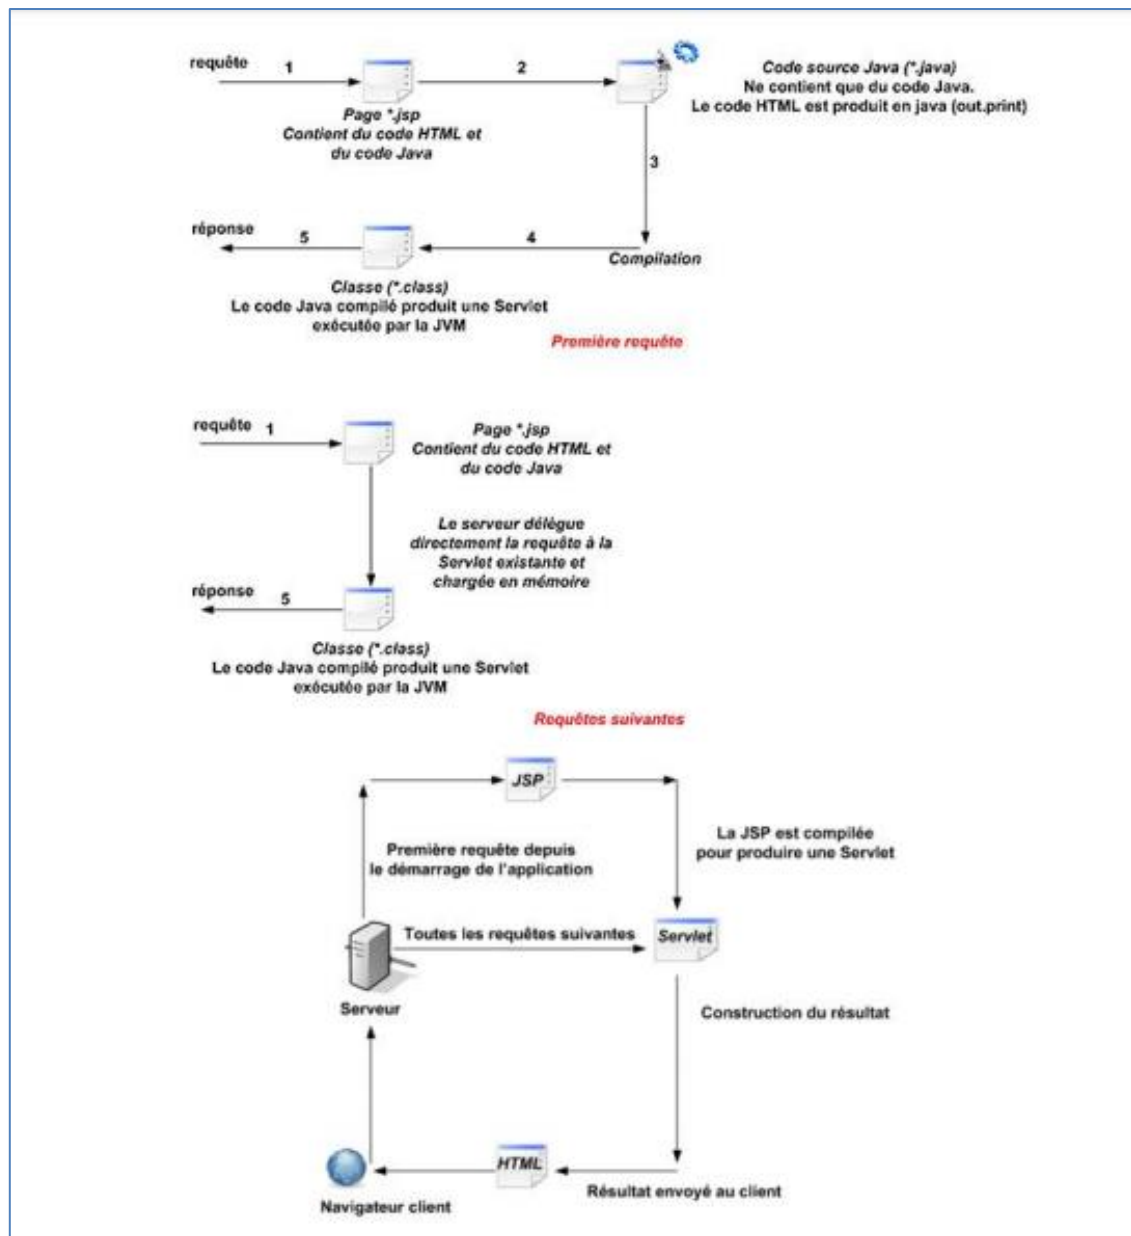 requête
1
2
Page *.jsp
Contient du code HTML et
du code Java
Code source Java (*.java)
Ne contient que du code Java.
Le code HTML est produit en java (out.print)
3
réponse
5
4
Compilation
Classe (*.class)
Le code Java compilé produit une Servlet
exécutée par la JVM
Première requête
requête
1
Page *.jsp
Contient du code HTML et
du code Java
Le serveur délègue
directement la requête à la
Servlet existante et
chargée en mémoire
réponse
5
Classe (*.class)
Le code Java compilé produit une Servlet
exécutée par la JVM
Requêtes suivantes
JSP
La JSP est compilée
pour produire une Servlet
Première requête depuis
le démarrage de l'application
Toutes les requêtes suivantes
Servlet
Serveur
Construction du résultat
HTML
Résultat envoyé au client
Navigateur client